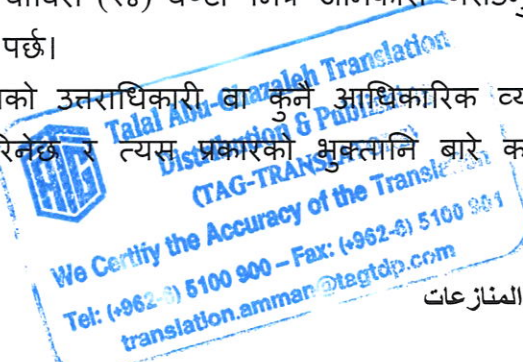 (२४) घण्टा भित्र जानकारी
पर्छ।
को उत्तराधिकारी वा कुनै आधिकारिक
रिनेछ र त्यस प्रकारको भुक्तानि बारे
Talal Abu-Ghazaleh Translation
Distribution & Publishing
(TAG-TRANSLATION)
We Certify the Accuracy of the Translation
Tel: (+962-6) 5100 900 – Fax: (+962-6) 5100 901
translation.amman@tagtdp.com
المنازعات